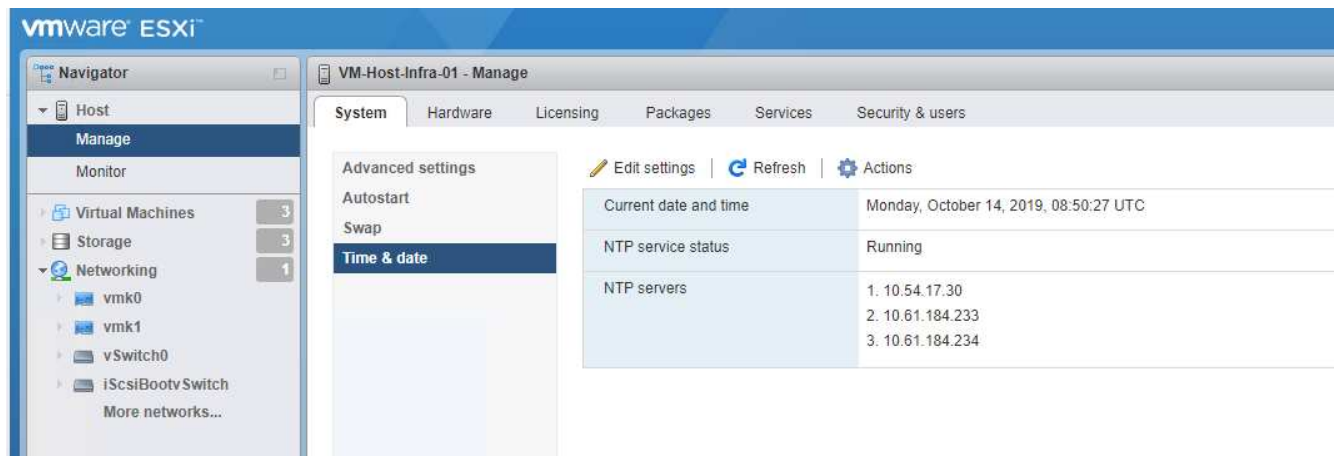 vmware ESXi™
Navigator
Host
Manage
Monitor
Virtual Machines 3
Storage 3
Networking 1
vmk0
vmk1
vSwitch0
iScsiBootvSwitch
More networks...
VM-Host-Infra-01 - Manage
System Hardware Licensing Packages Services Security & users
Advanced settings
Autostart
Swap
Time & date
Edit settings | Refresh | Actions
Current date and time Monday, October 14, 2019, 08:50:27 UTC
NTP service status Running
NTP servers 1. 10.54.17.30
2. 10.61.184.233
3. 10.61.184.234